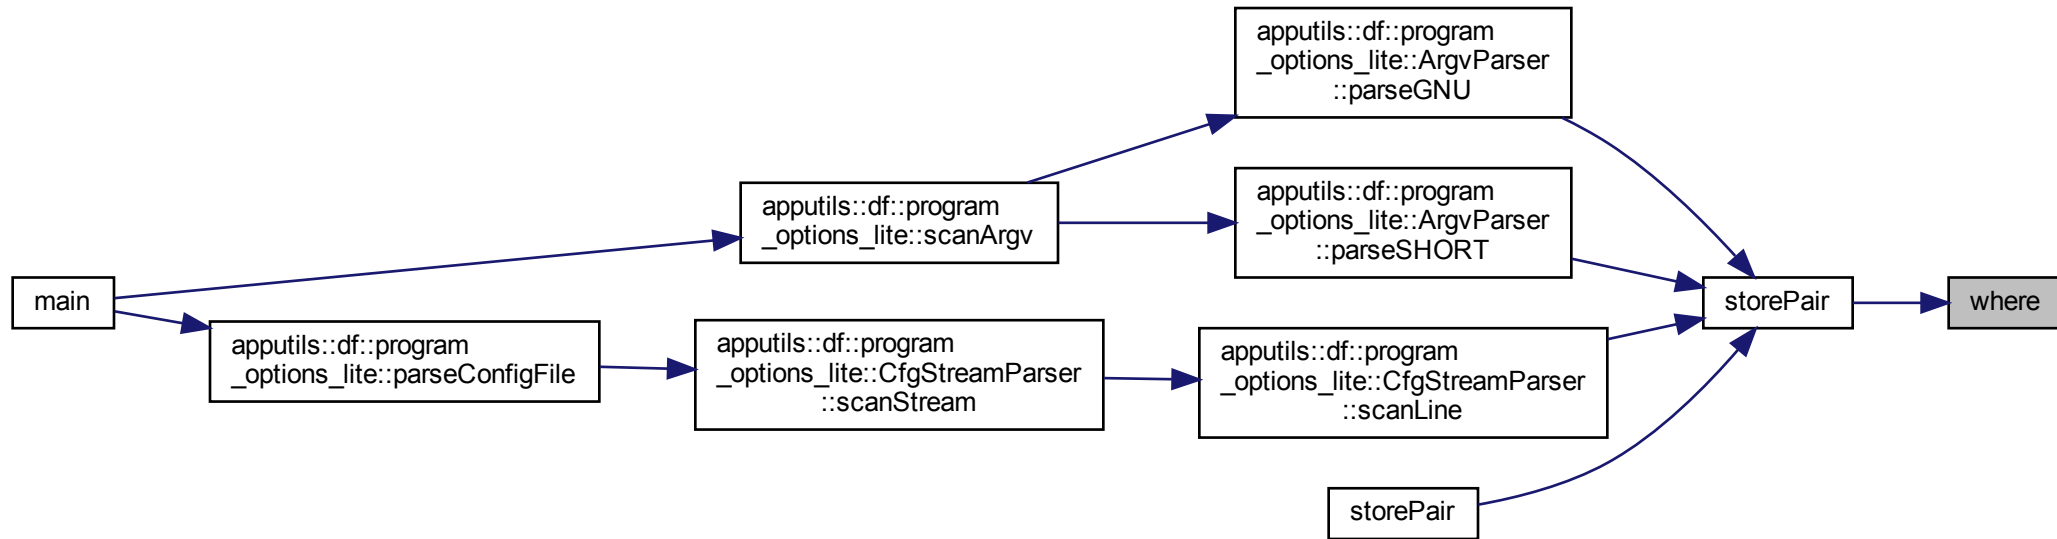 main
apputils::df::program
_options_lite::scanArgv
apputils::df::program
_options_lite::parseConfigFile
apputils::df::program
_options_lite::ArgvParser
::parseGNU
apputils::df::program
_options_lite::ArgvParser
::parseSHORT
apputils::df::program
_options_lite::CfgStreamParser
::scanStream
apputils::df::program
_options_lite::CfgStreamParser
::scanLine
storePair
storePair
where